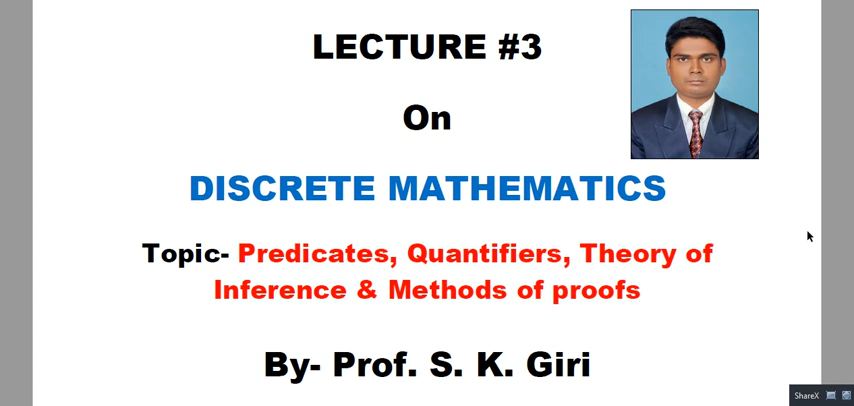 LECTURE #3
On
DISCRETE MATHEMATICS
Topic- Predicates, Quantifiers, Theory of
Inference & Methods of proofs
By- Prof. S. K. Giri
ShareX